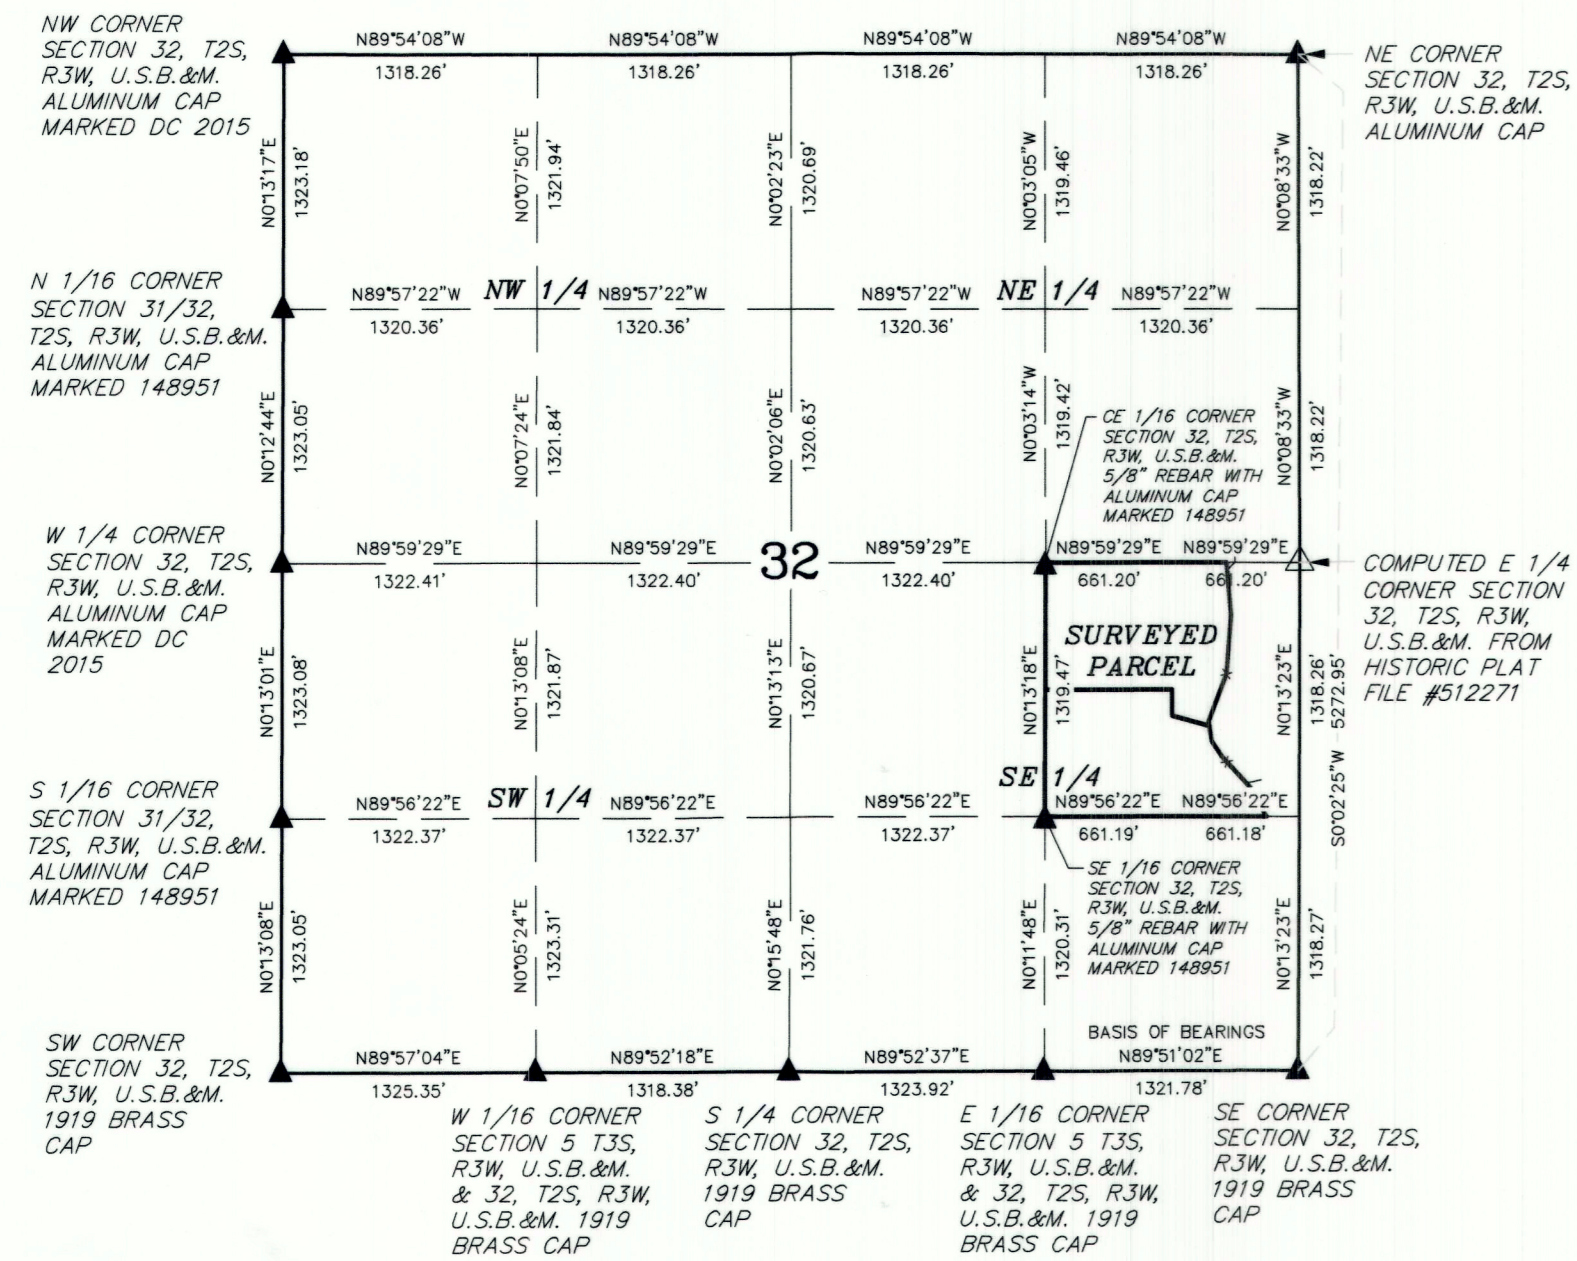 NW CORNER
SECTION 32, T2S,
R3W, U.S.B.&M.
ALUMINUM CAP
MARKED DC 2015
N89°54'08"W
1318.26'
N89°54'08"W
1318.26'
N89°54'08"W
1318.26'
N89°54'08"W
1318.26'
NE CORNER
SECTION 32, T2S,
R3W, U.S.B.&M.
ALUMINUM CAP
N0°13'17"E
1323.18'
N0°07'50"E
1321.94'
N0°02'23"E
1320.69'
N0°03'05"W
1319.46'
N0°08'33"W
1318.22'
N 1/16 CORNER
SECTION 31/32,
T2S, R3W, U.S.B.&M.
ALUMINUM CAP
MARKED 148951
N89°57'22"W
1320.36'
NW 1/4
N89°57'22"W
1320.36'
N89°57'22"W
1320.36'
NE 1/4
N89°57'22"W
1320.36'
N0°12'44"E
1323.05'
N0°07'24"E
1321.84'
N0°02'06"E
1320.63'
N0°03'14"W
1319.42'
CE 1/16 CORNER
SECTION 32, T2S,
R3W, U.S.B.&M.
5/8" REBAR WITH
ALUMINUM CAP
MARKED 148951
N0°08'33"W
1318.22'
W 1/4 CORNER
SECTION 32, T2S,
R3W, U.S.B.&M.
ALUMINUM CAP
MARKED DC
2015
N89°59'29"E
1322.41'
N89°59'29"E
1322.40'
32
N89°59'29"E
1322.40'
N89°59'29"E
661.20'
N89°59'29"E
661.20'
COMPUTED E 1/4
CORNER SECTION
32, T2S, R3W,
U.S.B.&M. FROM
HISTORIC PLAT
FILE #512271
N0°13'01"E
1323.08'
N0°13'08"E
1321.87'
N0°13'13"E
1320.67'
N0°13'18"E
1319.47'
SURVEYED
PARCEL
N0°13'23"E
1318.26'
5272.95'
S0°02'25"W
S 1/16 CORNER
SECTION 31/32,
T2S, R3W, U.S.B.&M.
ALUMINUM CAP
MARKED 148951
N89°56'22"E
1322.37'
SW 1/4
N89°56'22"E
1322.37'
N89°56'22"E
1322.37'
SE 1/4
N89°56'22"E
661.19'
N89°56'22"E
661.18'
N0°13'08"E
1323.05'
N0°05'24"E
1323.31'
N0°15'48"E
1321.76'
N0°11'48"E
1320.31'
SE 1/16 CORNER
SECTION 32, T2S,
R3W, U.S.B.&M.
5/8" REBAR WITH
ALUMINUM CAP
MARKED 148951
N0°13'23"E
1318.27'
SW CORNER
SECTION 32, T2S,
R3W, U.S.B.&M.
1919 BRASS
CAP
N89°57'04"E
1325.35'
N89°52'18"E
1318.38'
N89°52'37"E
1323.92'
BASIS OF BEARINGS
N89°51'02"E
1321.78'
W 1/16 CORNER
SECTION 5 T3S,
R3W, U.S.B.&M.
& 32, T2S, R3W,
U.S.B.&M. 1919
BRASS CAP
S 1/4 CORNER
SECTION 32, T2S,
R3W, U.S.B.&M.
1919 BRASS
CAP
E 1/16 CORNER
SECTION 5 T3S,
R3W, U.S.B.&M.
& 32, T2S, R3W,
U.S.B.&M. 1919
BRASS CAP
SE CORNER
SECTION 32, T2S,
R3W, U.S.B.&M.
1919 BRASS
CAP